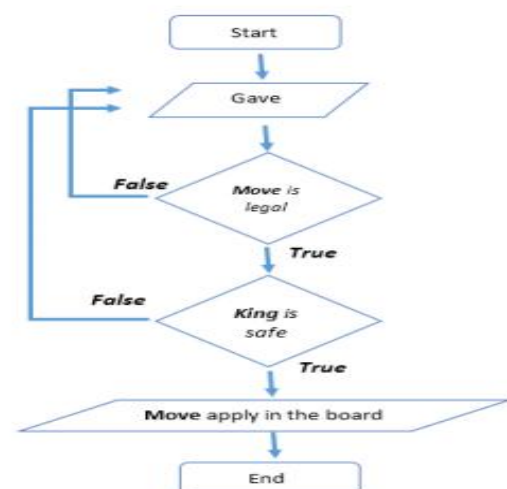 Start
Gave
False
Move is
legal
True
False
King is
safe
True
Move apply in the board
End